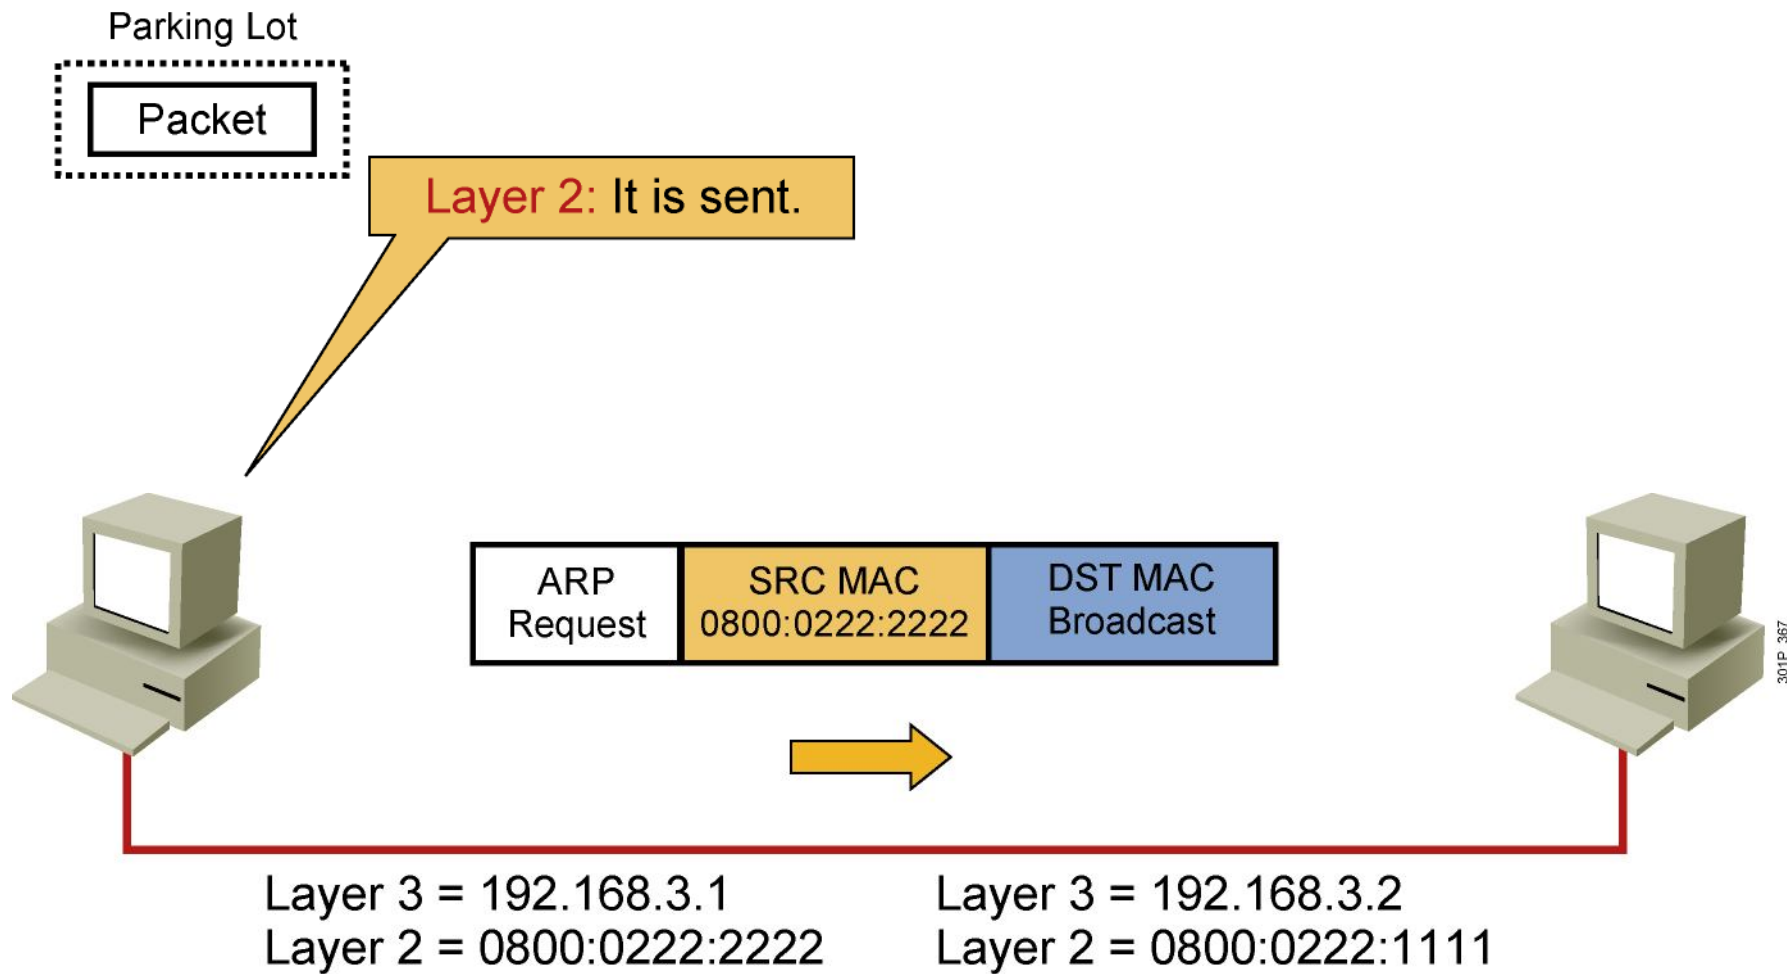 Parking Lot
Packet
Layer 2: It is sent.
ARP
Request
SRC MAC
0800:0222:2222
DST MAC
Broadcast
301P_367
Layer 3 = 192.168.3.1
Layer 2 = 0800:0222:2222
Layer 3 = 192.168.3.2
Layer 2 = 0800:0222:1111